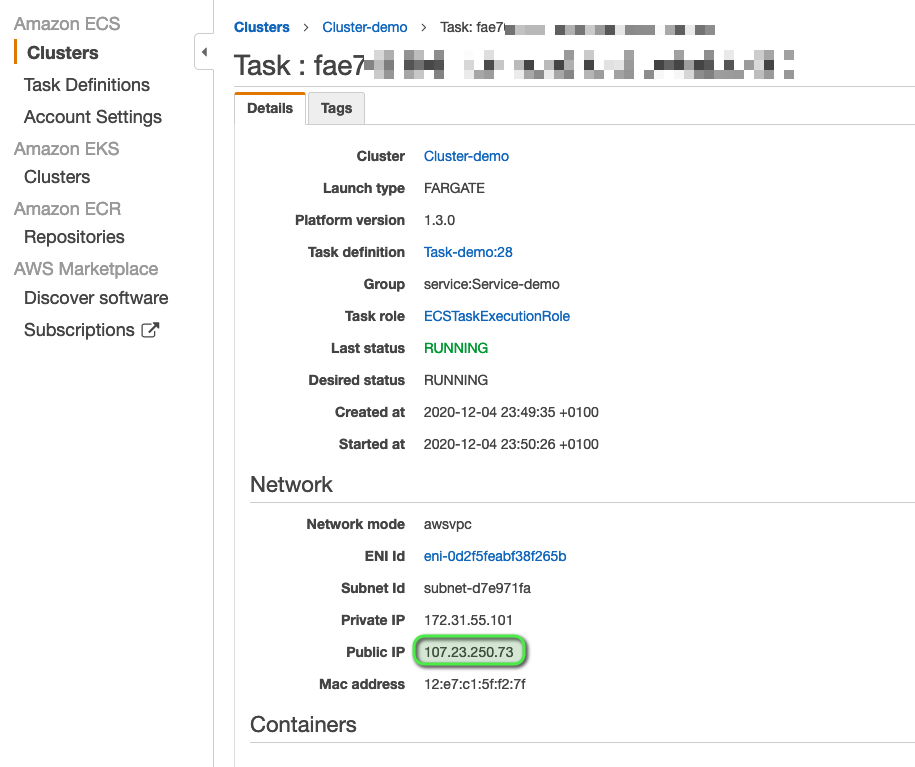 Amazon ECS
Clusters
Task Definitions
Account Settings
Amazon EKS
Clusters
Amazon ECR
Repositories
AWS Marketplace
Discover software
Subscriptions
Clusters > Cluster-demo > Task: fae7
Task : fae7
Details Tags
Cluster Cluster-demo
Launch type FARGATE
Platform version 1.3.0
Task definition Task-demo:28
Group service:Service-demo
Task role ECSTaskExecutionRole
Last status RUNNING
Desired status RUNNING
Created at 2020-12-04 23:49:35 +0100
Started at 2020-12-04 23:50:26 +0100
Network
Network mode awsvpc
ENI Id eni-0d2f5feabf38f265b
Subnet Id subnet-d7e971fa
Private IP 172.31.55.101
Public IP 107.23.250.73
Mac address 12:e7:c1:5f:f2:7f
Containers